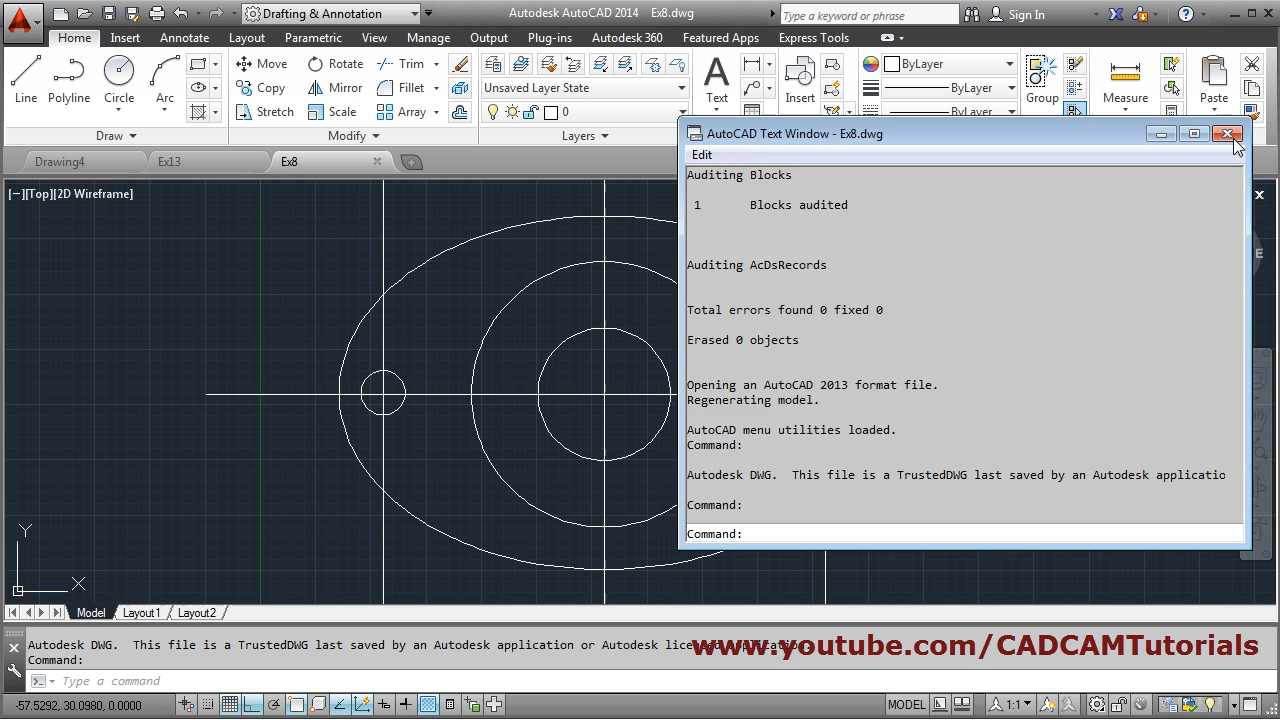 Drafting & Annotation
Autodesk AutoCAD 2014 Ex8.dwg
Type a keyword or phrase
Sign In
Home Insert Annotate Layout Parametric View Manage Output Plug-ins Autodesk 360 Featured Apps Express Tools
Line Polyline Circle Arc
Move Rotate Trim
Copy Mirror Fillet
Stretch Scale Array
Unsaved Layer State
0
Text
Insert
ByLayer
ByLayer
ByLayer
Group
Measure
Paste
Draw Modify Layers
Drawing4 Ex13 Ex8
[−][Top][2D Wireframe]
AutoCAD Text Window - Ex8.dwg
Edit
Auditing Blocks
1 Blocks audited
Auditing AcDsRecords
Total errors found 0 fixed 0
Erased 0 objects
Opening an AutoCAD 2013 format file.
Regenerating model.
AutoCAD menu utilities loaded.
Command:
Autodesk DWG. This file is a TrustedDWG last saved by an Autodesk applicatio
Command:
Command:
E
Y
X
Model Layout1 Layout2
Autodesk DWG. This file is a TrustedDWG last saved by an Autodesk application or Autodesk licensed application.
www.youtube.com/CADCAMTutorials
Command:
Type a command
-57.5292, 30.0980, 0.0000
MODEL
1:1